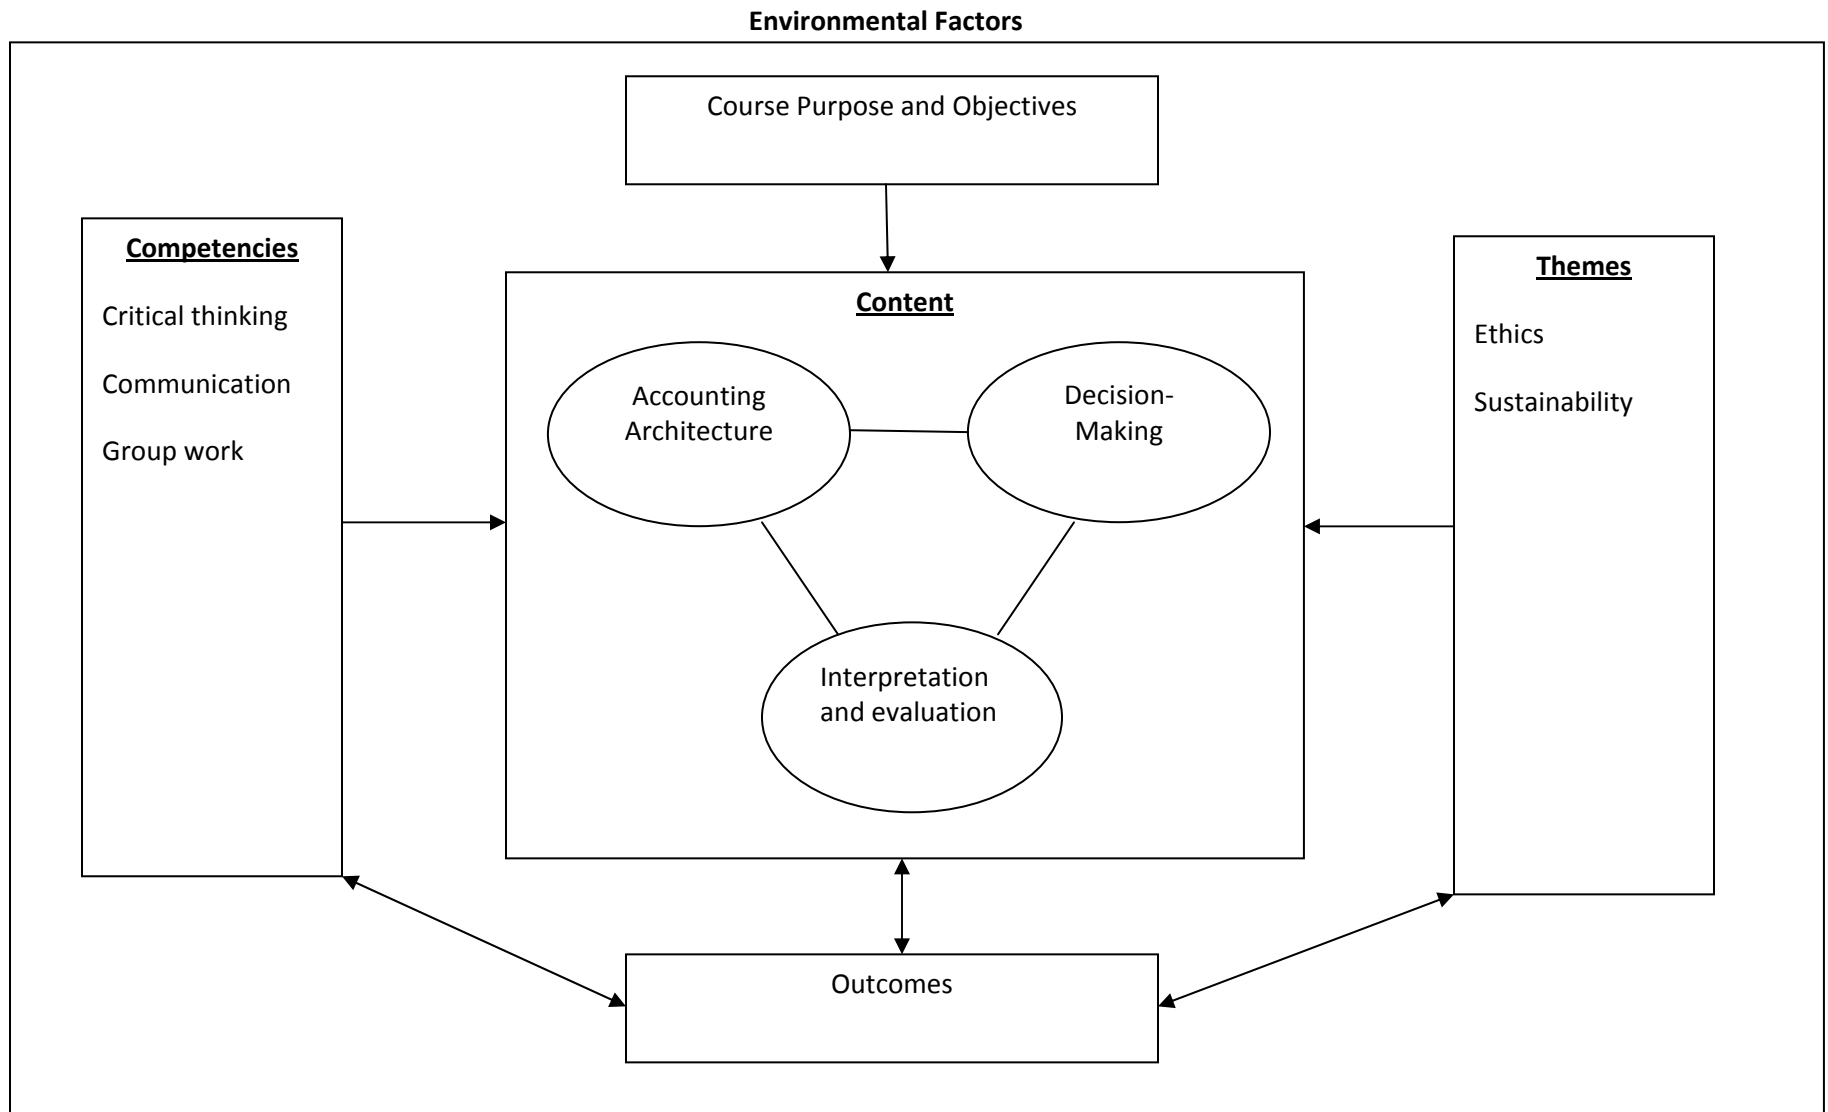 Environmental Factors
Course Purpose and Objectives
Competencies
Critical thinking
Communication
Group work
Content
Accounting
Architecture
Decision-
Making
Interpretation
and evaluation
Themes
Ethics
Sustainability
Outcomes